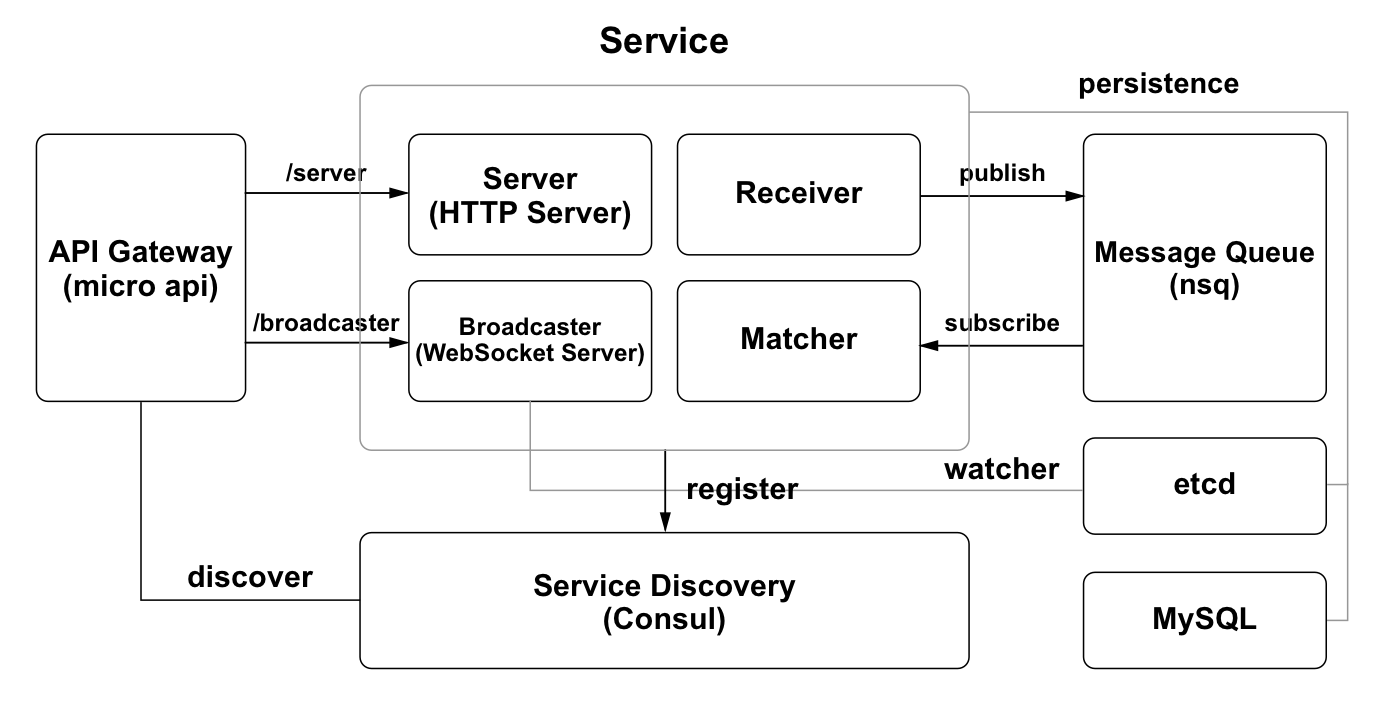 Service
persistence
API Gateway
(micro api)
/server
Server
(HTTP Server)
Receiver
publish
Message Queue
(nsq)
/broadcaster
Broadcaster
(WebSocket Server)
Matcher
subscribe
watcher
etcd
register
discover
Service Discovery
(Consul)
MySQL